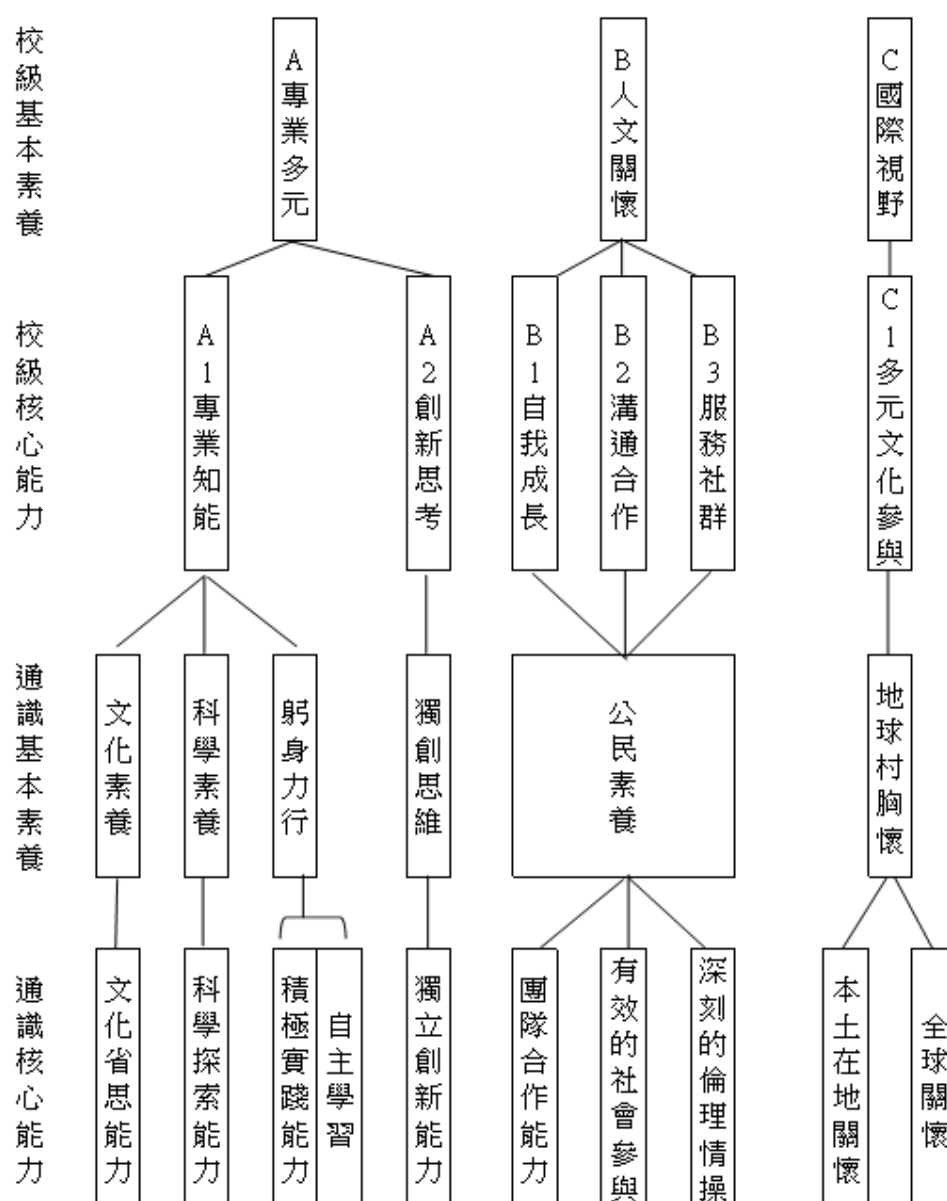 校級基本素養
A專業多元
B人文關懷
C國際視野
校級核心能力
A1專業知能
A2創新思考
B1自我成長
B2溝通合作
B3服務社群
C1多元文化參與
通識基本素養
文化素養
科學素養
躬身力行
獨創思維
公民素養
地球村胸懷
通識核心能力
文化省思能力
科學探索能力
積極實踐能力
自主學習
獨立創新能力
團隊合作能力
有效的社會參與
深刻的倫理情操
本土在地關懷
全球關懷